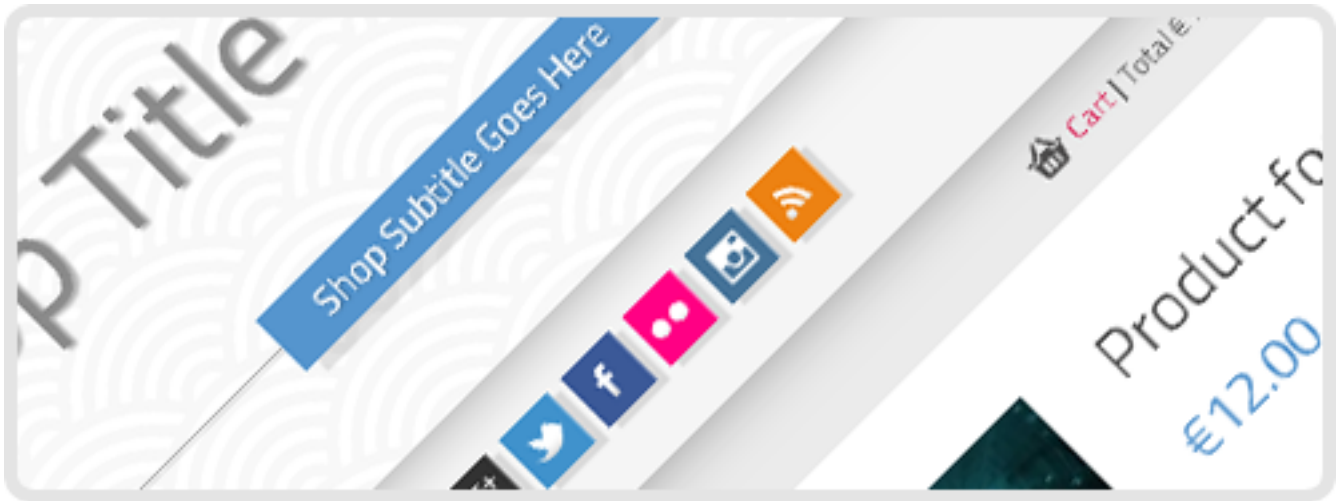 p Title
Shop Subtitle Goes Here
Cart | Total €
Product fo
€12.00